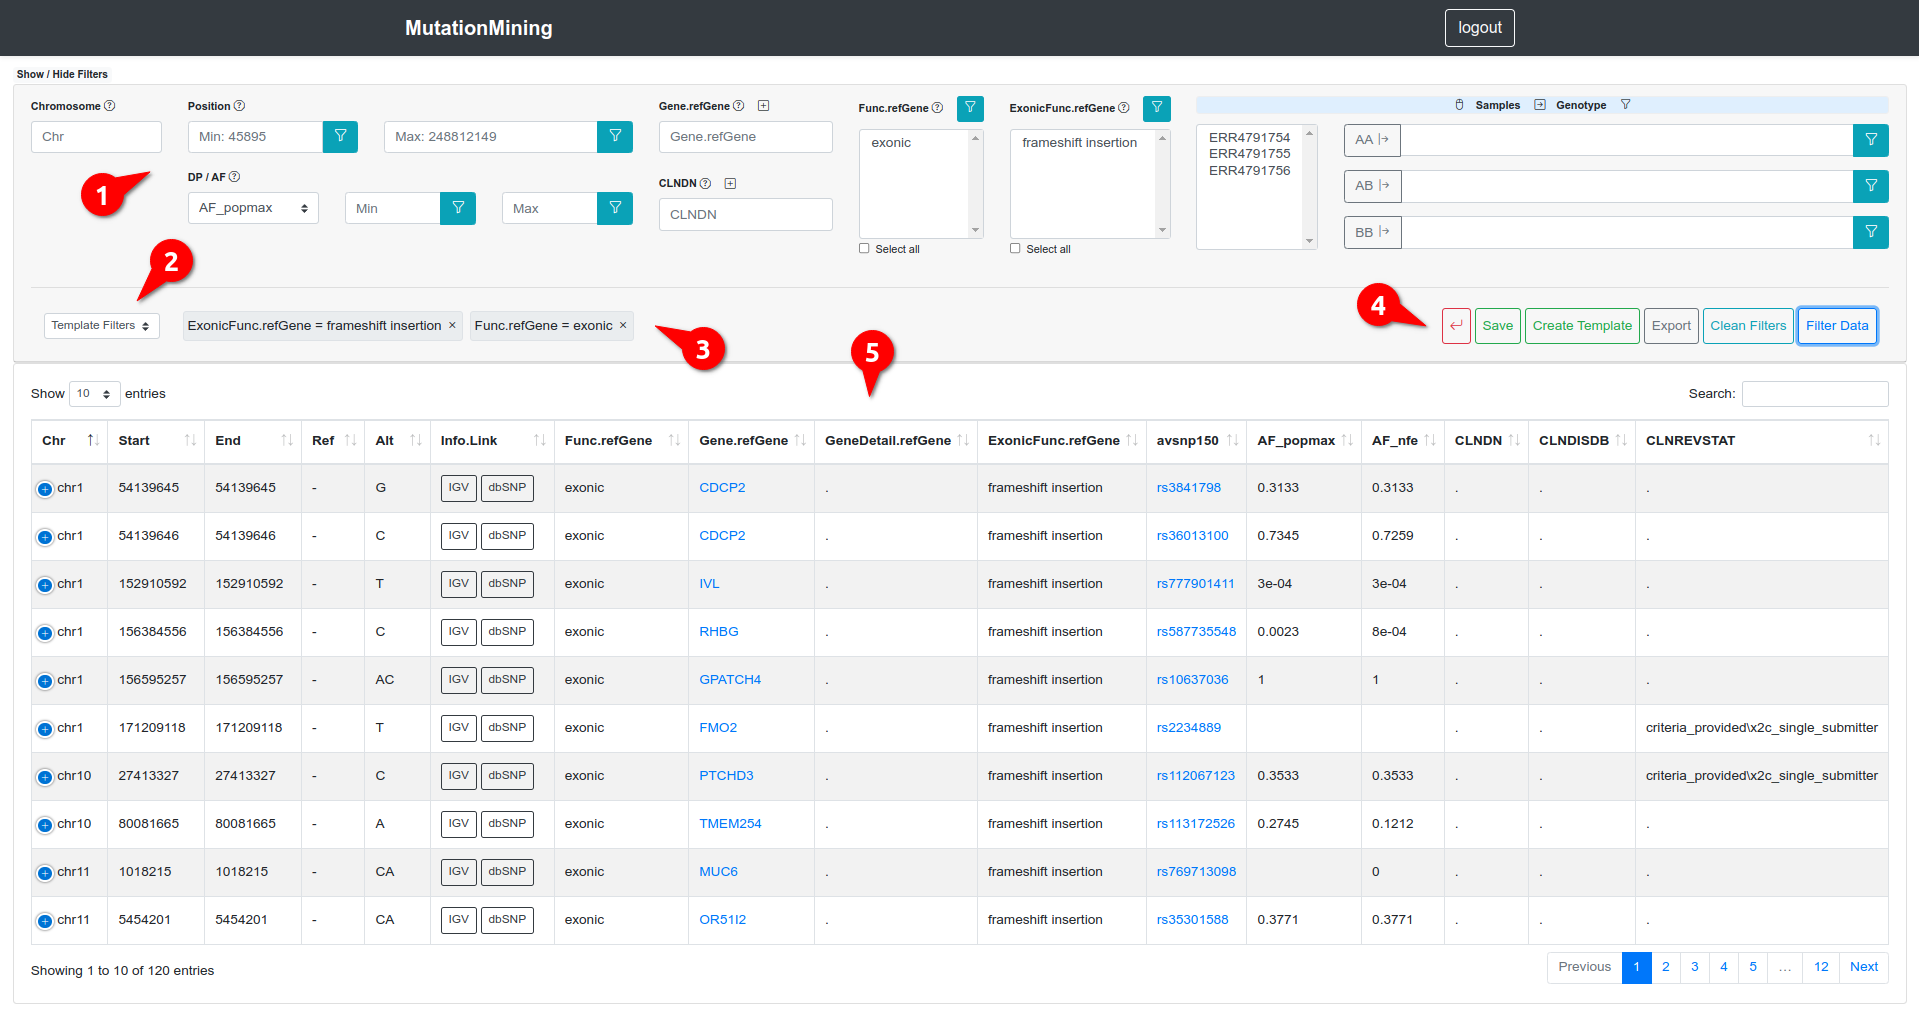 MutationMining logout
Show / Hide Filters
Chromosome Position Gene.refGene Func.refGene ExonicFunc.refGene Samples Genotype
Chr Min: 45895 Max: 248812149 Gene.refGene exonic frameshift insertion ERR4791754 AA
ERR4791755
ERR4791756
DP / AF CLNDN AB
1 AF_popmax Min Max CLNDN
BB
Select all Select all
2
Template Filters ExonicFunc.refGene = frameshift insertion × Func.refGene = exonic × 3 4 Save Create Template Export Clean Filters Filter Data
5
Show 10 entries Search:
Chr Start End Ref Alt Info.Link Func.refGene Gene.refGene GeneDetail.refGene ExonicFunc.refGene avsnp150 AF_popmax AF_nfe CLNDN CLNDISDB CLNREVSTAT
chr1 54139645 54139645 - G IGV dbSNP exonic CDCP2 . frameshift insertion rs3841798 0.3133 0.3133 . . .
chr1 54139646 54139646 - C IGV dbSNP exonic CDCP2 . frameshift insertion rs36013100 0.7345 0.7259 . . .
chr1 152910592 152910592 - T IGV dbSNP exonic IVL . frameshift insertion rs777901411 3e-04 3e-04 . . .
chr1 156384556 156384556 - C IGV dbSNP exonic RHBG . frameshift insertion rs587735548 0.0023 8e-04 . . .
chr1 156595257 156595257 - AC IGV dbSNP exonic GPATCH4 . frameshift insertion rs10637036 1 1 . . .
chr1 171209118 171209118 - T IGV dbSNP exonic FMO2 . frameshift insertion rs2234889 . . criteria_provided\x2c_single_submitter
chr10 27413327 27413327 - C IGV dbSNP exonic PTCHD3 . frameshift insertion rs112067123 0.3533 0.3533 . . criteria_provided\x2c_single_submitter
chr10 80081665 80081665 - A IGV dbSNP exonic TMEM254 . frameshift insertion rs113172526 0.2745 0.1212 . . .
chr11 1018215 1018215 - CA IGV dbSNP exonic MUC6 . frameshift insertion rs769713098 0 . . .
chr11 5454201 5454201 - CA IGV dbSNP exonic OR51I2 . frameshift insertion rs35301588 0.3771 0.3771 . . .
Showing 1 to 10 of 120 entries Previous 1 2 3 4 5 … 12 Next